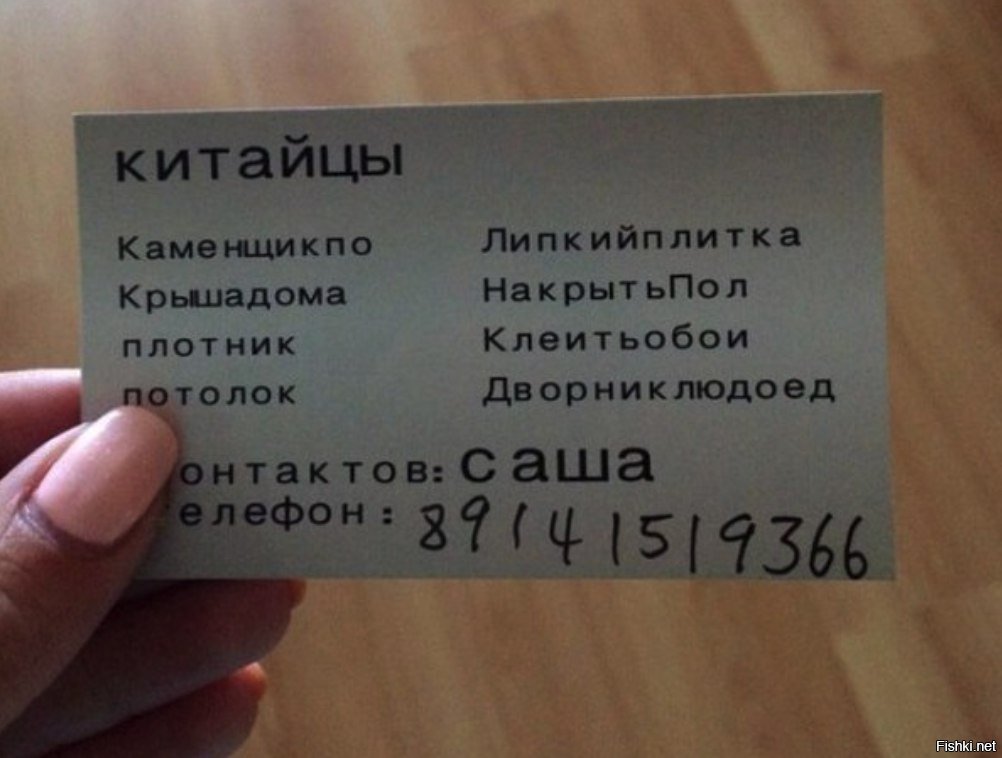 китайцы
Каменщикпо
Крышадома
плотник
потолок
Липкийплитка
НакрытьПол
Клеитьобои
Дворниклюдоед
онтактов: саша
елефон: 89141519366
Fishki.net